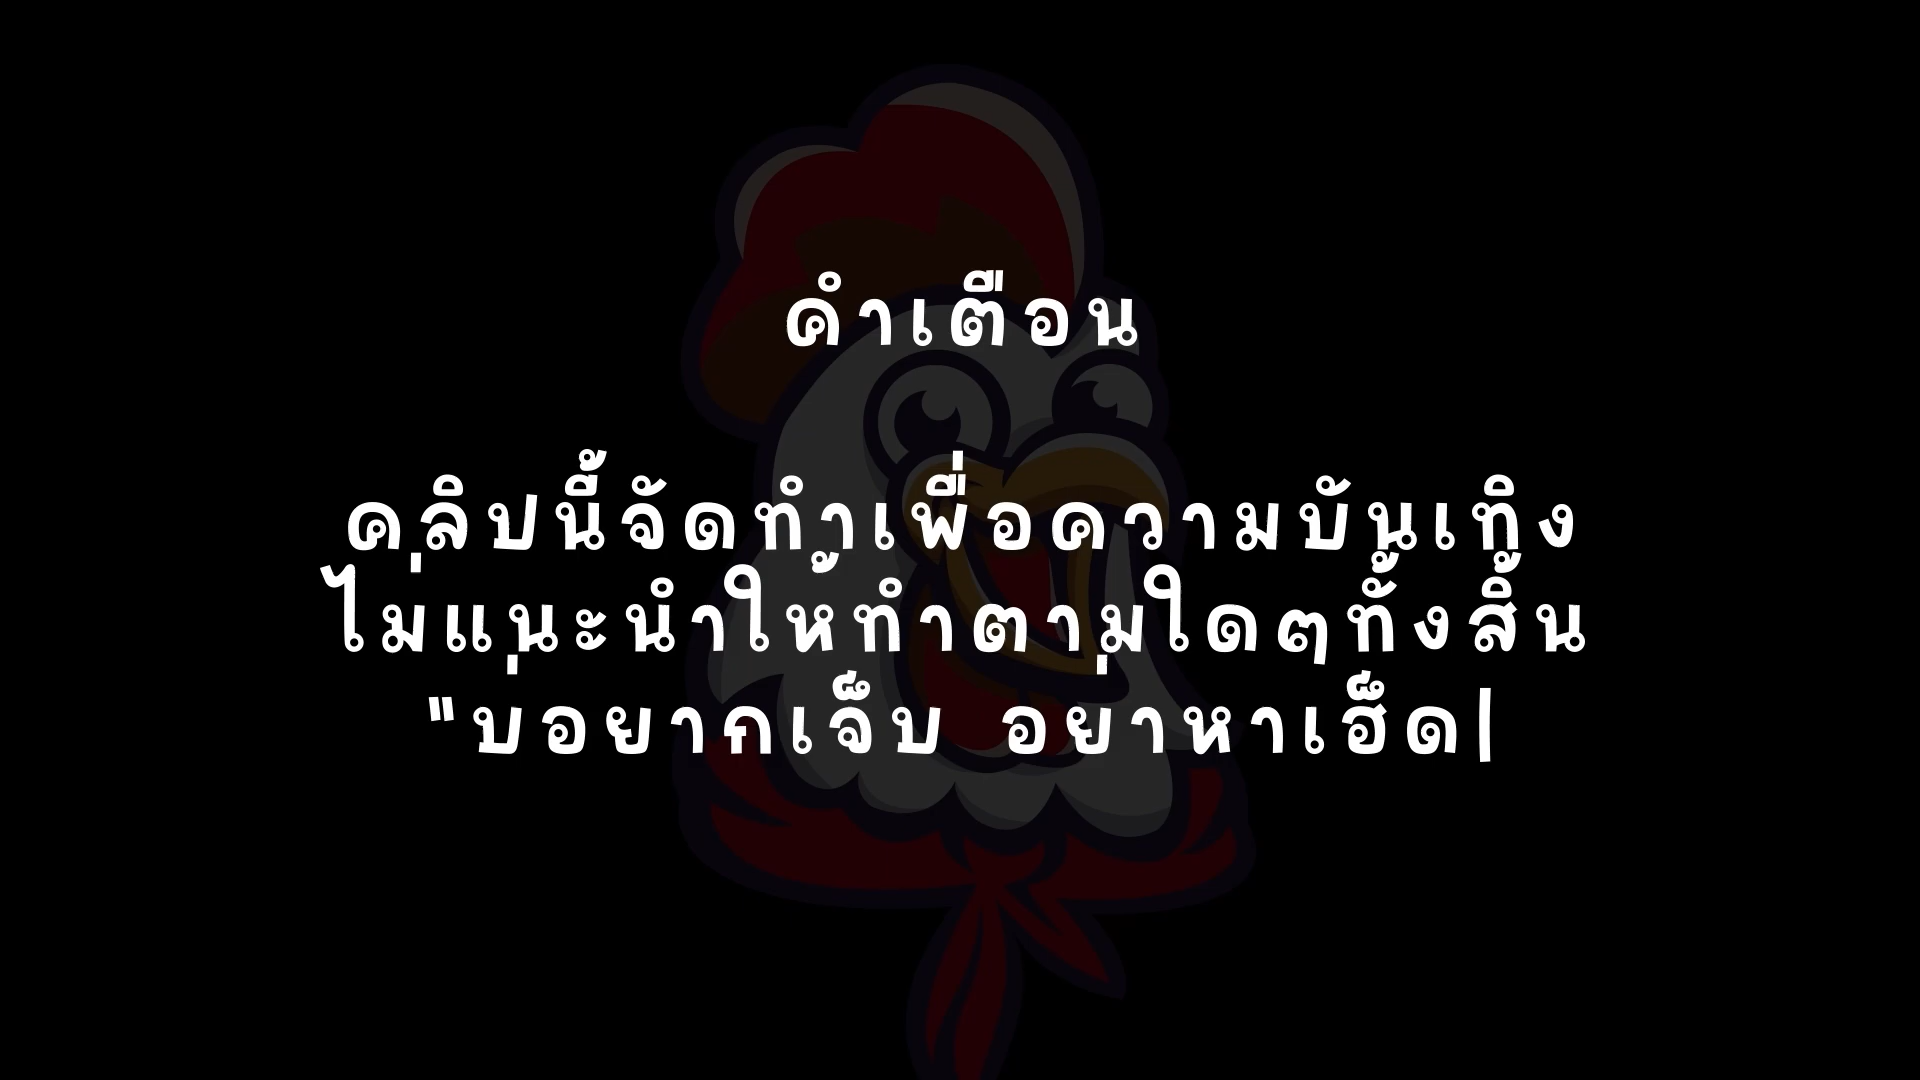 คำเตือน
คลิปนี้จัดทำเพื่อความบันเทิง
ไม่แนะนำให้ทำตามใดๆทั้งสิ้น
"บ่อยากเจ็บ อย่าหาเฮ็ด|